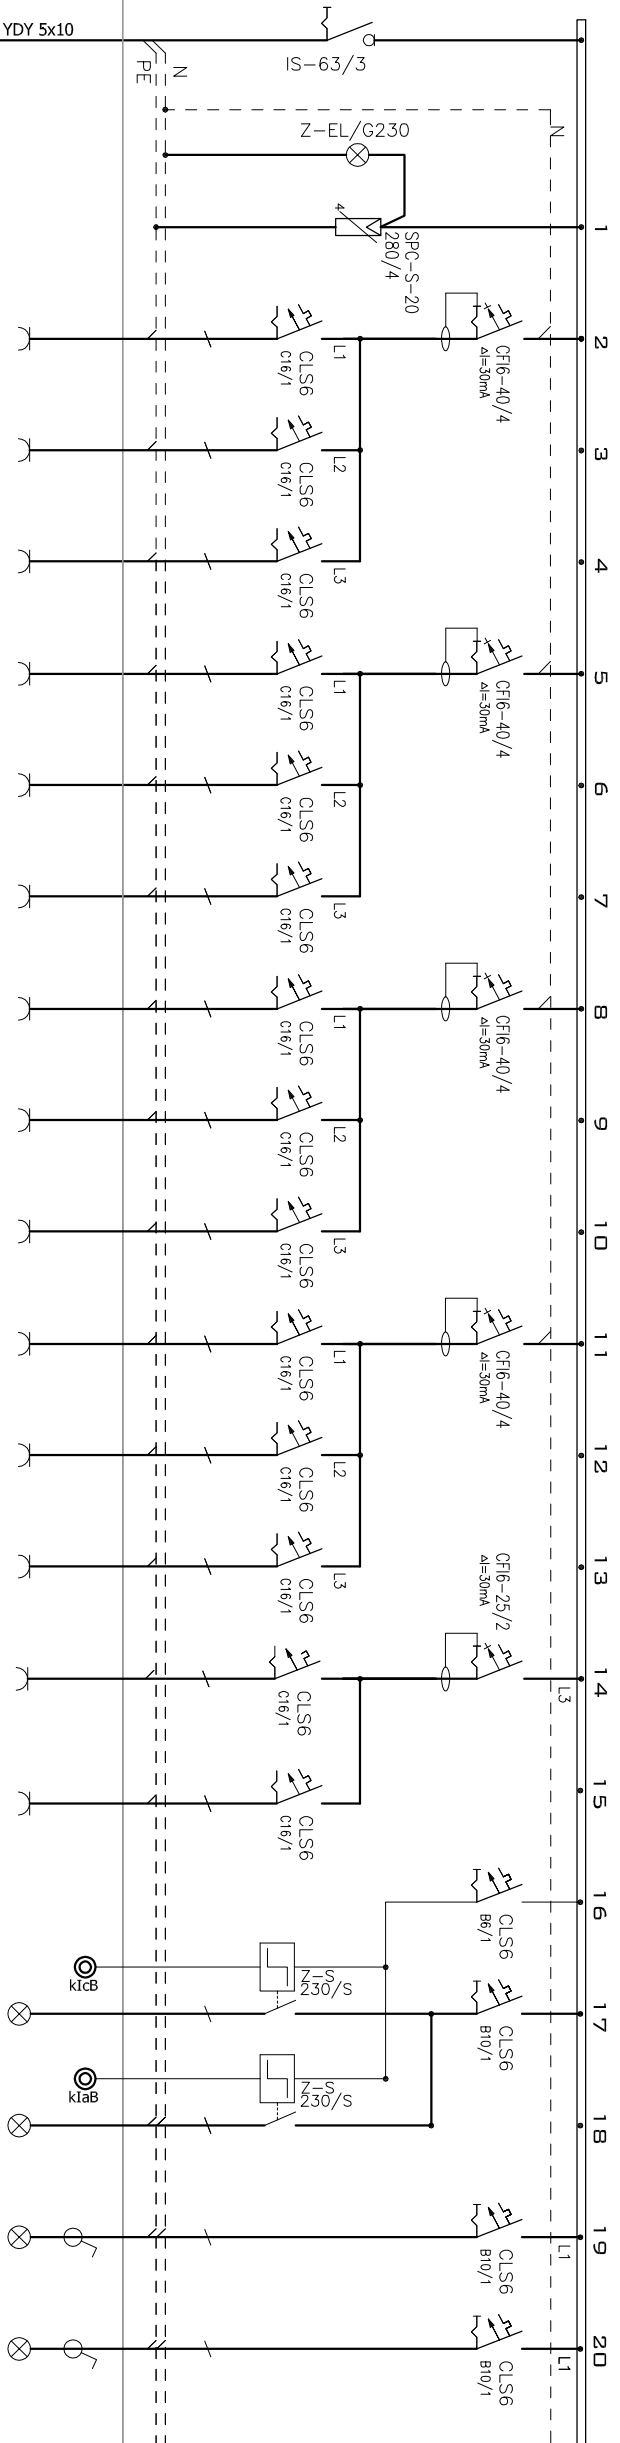 YDY 5x10
IS-63/3
PE
N
N
Z-EL/G230
4
SPC-S-20
280/4
1
L1
CLS6
C16/1
CFI6-40/4
ΔI=30mA
2
L2
CLS6
C16/1
3
L3
CLS6
C16/1
4
L1
CLS6
C16/1
CFI6-40/4
ΔI=30mA
5
L2
CLS6
C16/1
6
L3
CLS6
C16/1
7
L1
CLS6
C16/1
CFI6-40/4
ΔI=30mA
8
L2
CLS6
C16/1
9
L3
CLS6
C16/1
10
L1
CLS6
C16/1
CFI6-40/4
ΔI=30mA
11
L2
CLS6
C16/1
12
L3
CLS6
C16/1
13
CFI6-25/2
ΔI=30mA
CLS6
C16/1
L3
14
CLS6
C16/1
15
CLS6
B6/1
16
Z-S
230/S
kIcB
CLS6
B10/1
17
Z-S
230/S
kIaB
18
CLS6
B10/1
L1
19
CLS6
B10/1
L1
20